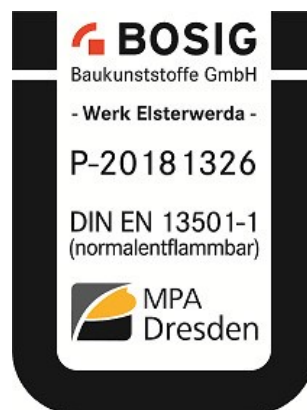 BOSIG
Baukunststoffe GmbH
- Werk Elsterwerda -
P-20181326
DIN EN 13501-1
(normalentflammbar)
MPA
Dresden